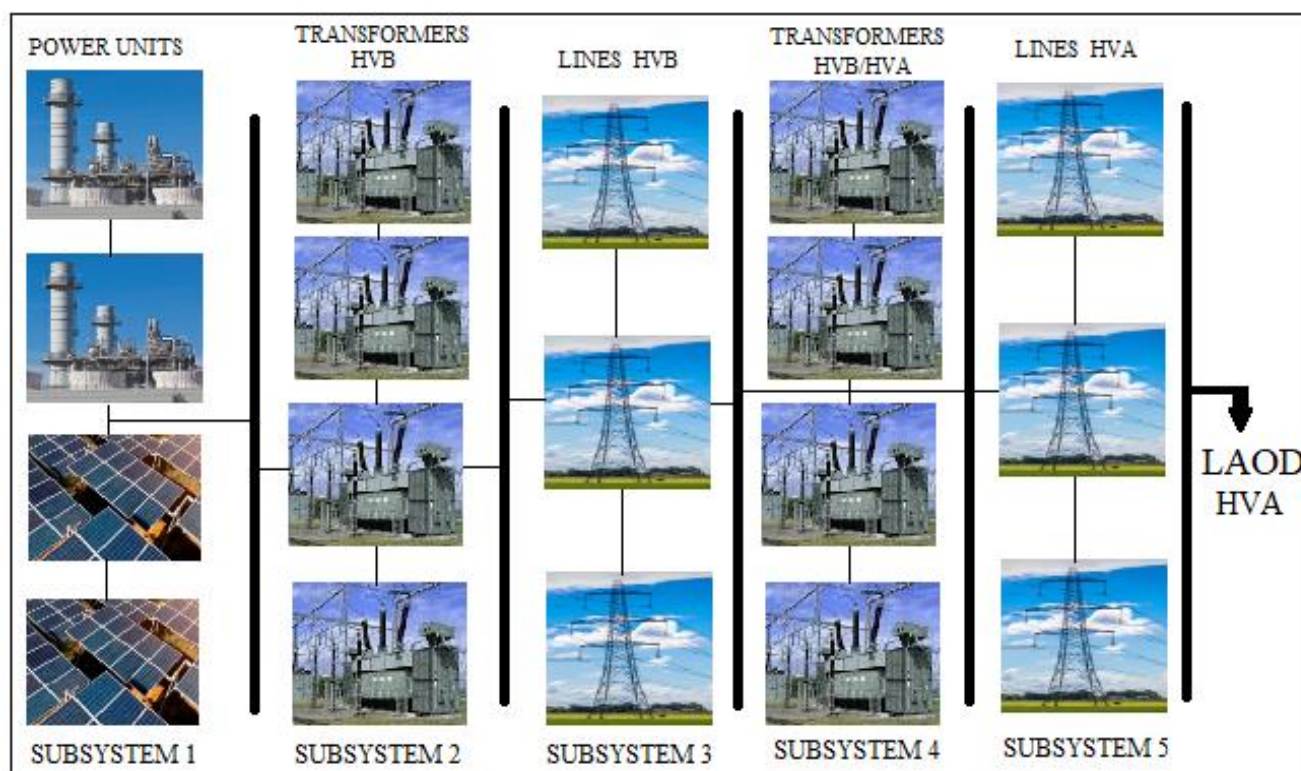 POWER UNITS
TRANSFORMERS
HVB
LINES HVB
TRANSFORMERS
HVB/HVA
LINES HVA
LAOD
HVA
SUBSYSTEM 1
SUBSYSTEM 2
SUBSYSTEM 3
SUBSYSTEM 4
SUBSYSTEM 5